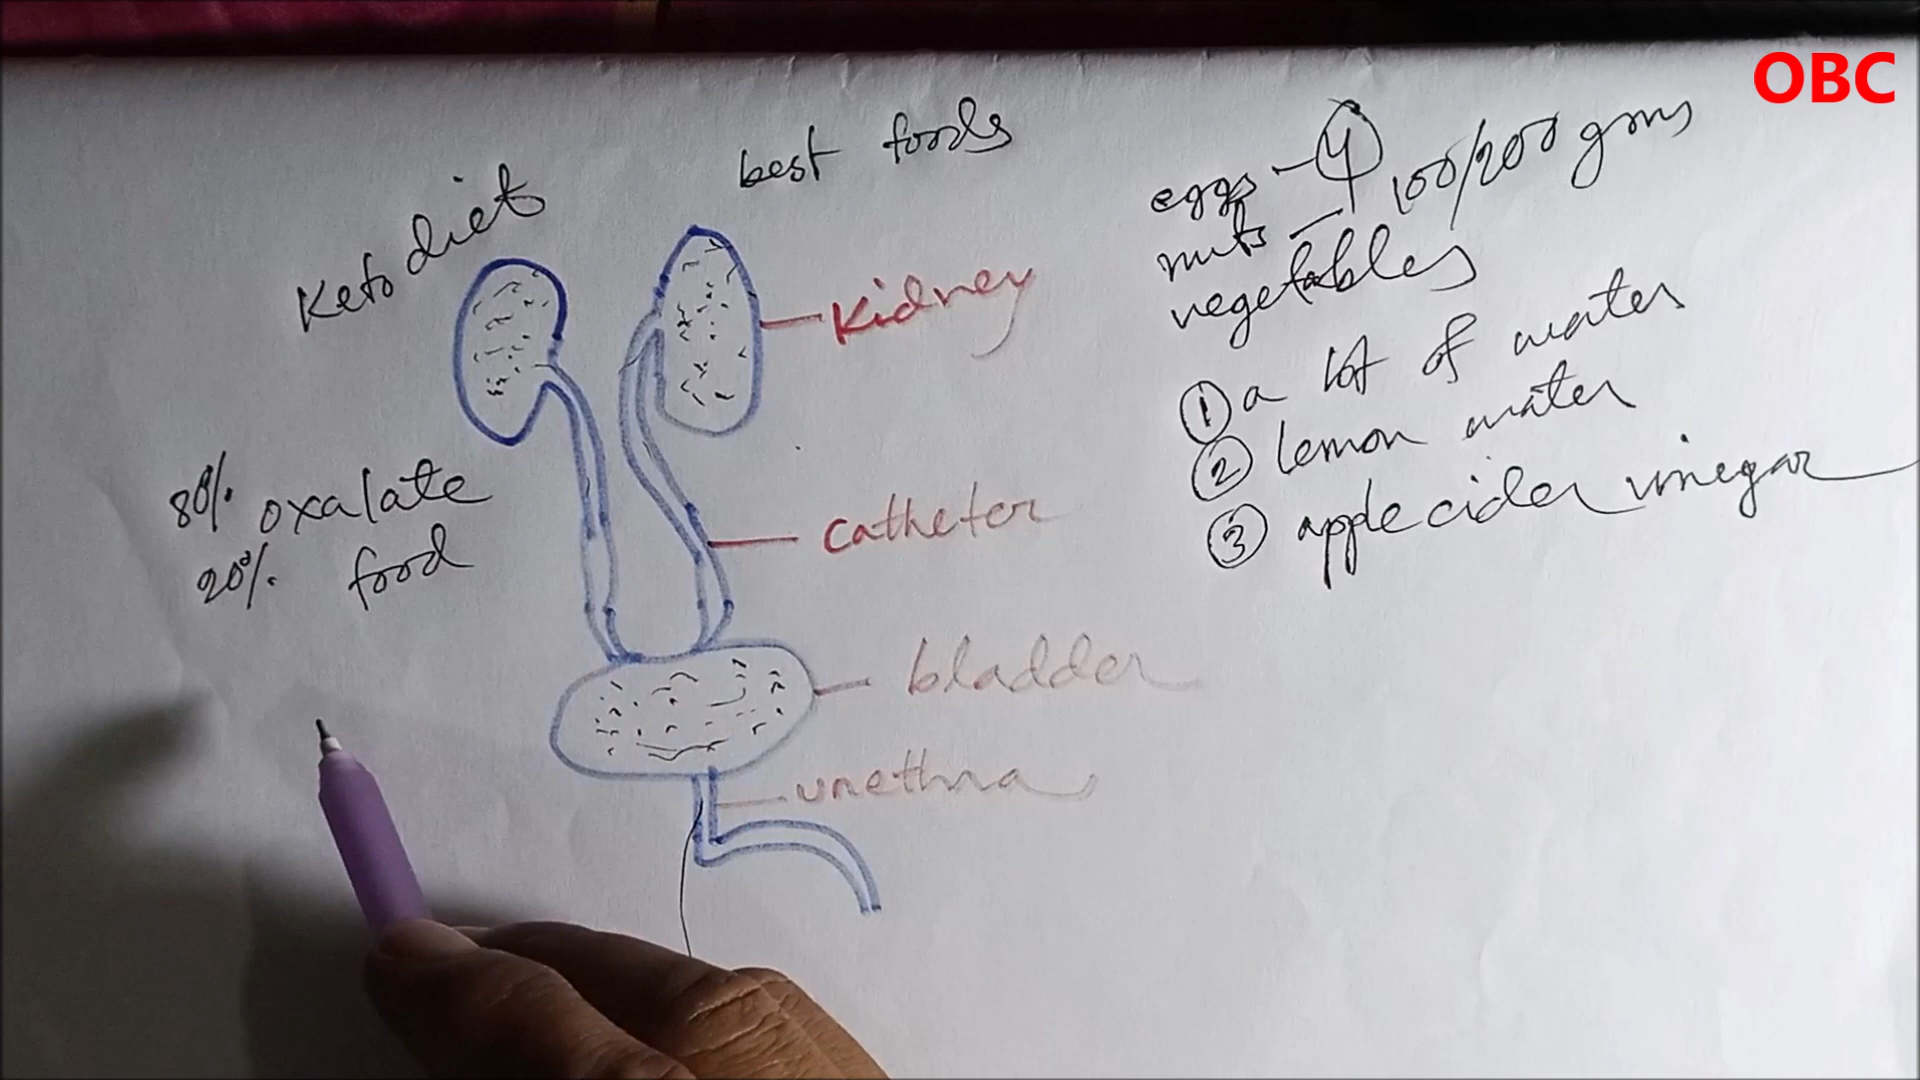 OBC
best foods
Keto diet
eggs - 4
nuts - 100/200 gms
vegetables
Kidney
① a lot of water
② lemon water
③ apple cider vinegar
80% oxalate
20% food
catheter
bladder
urethra